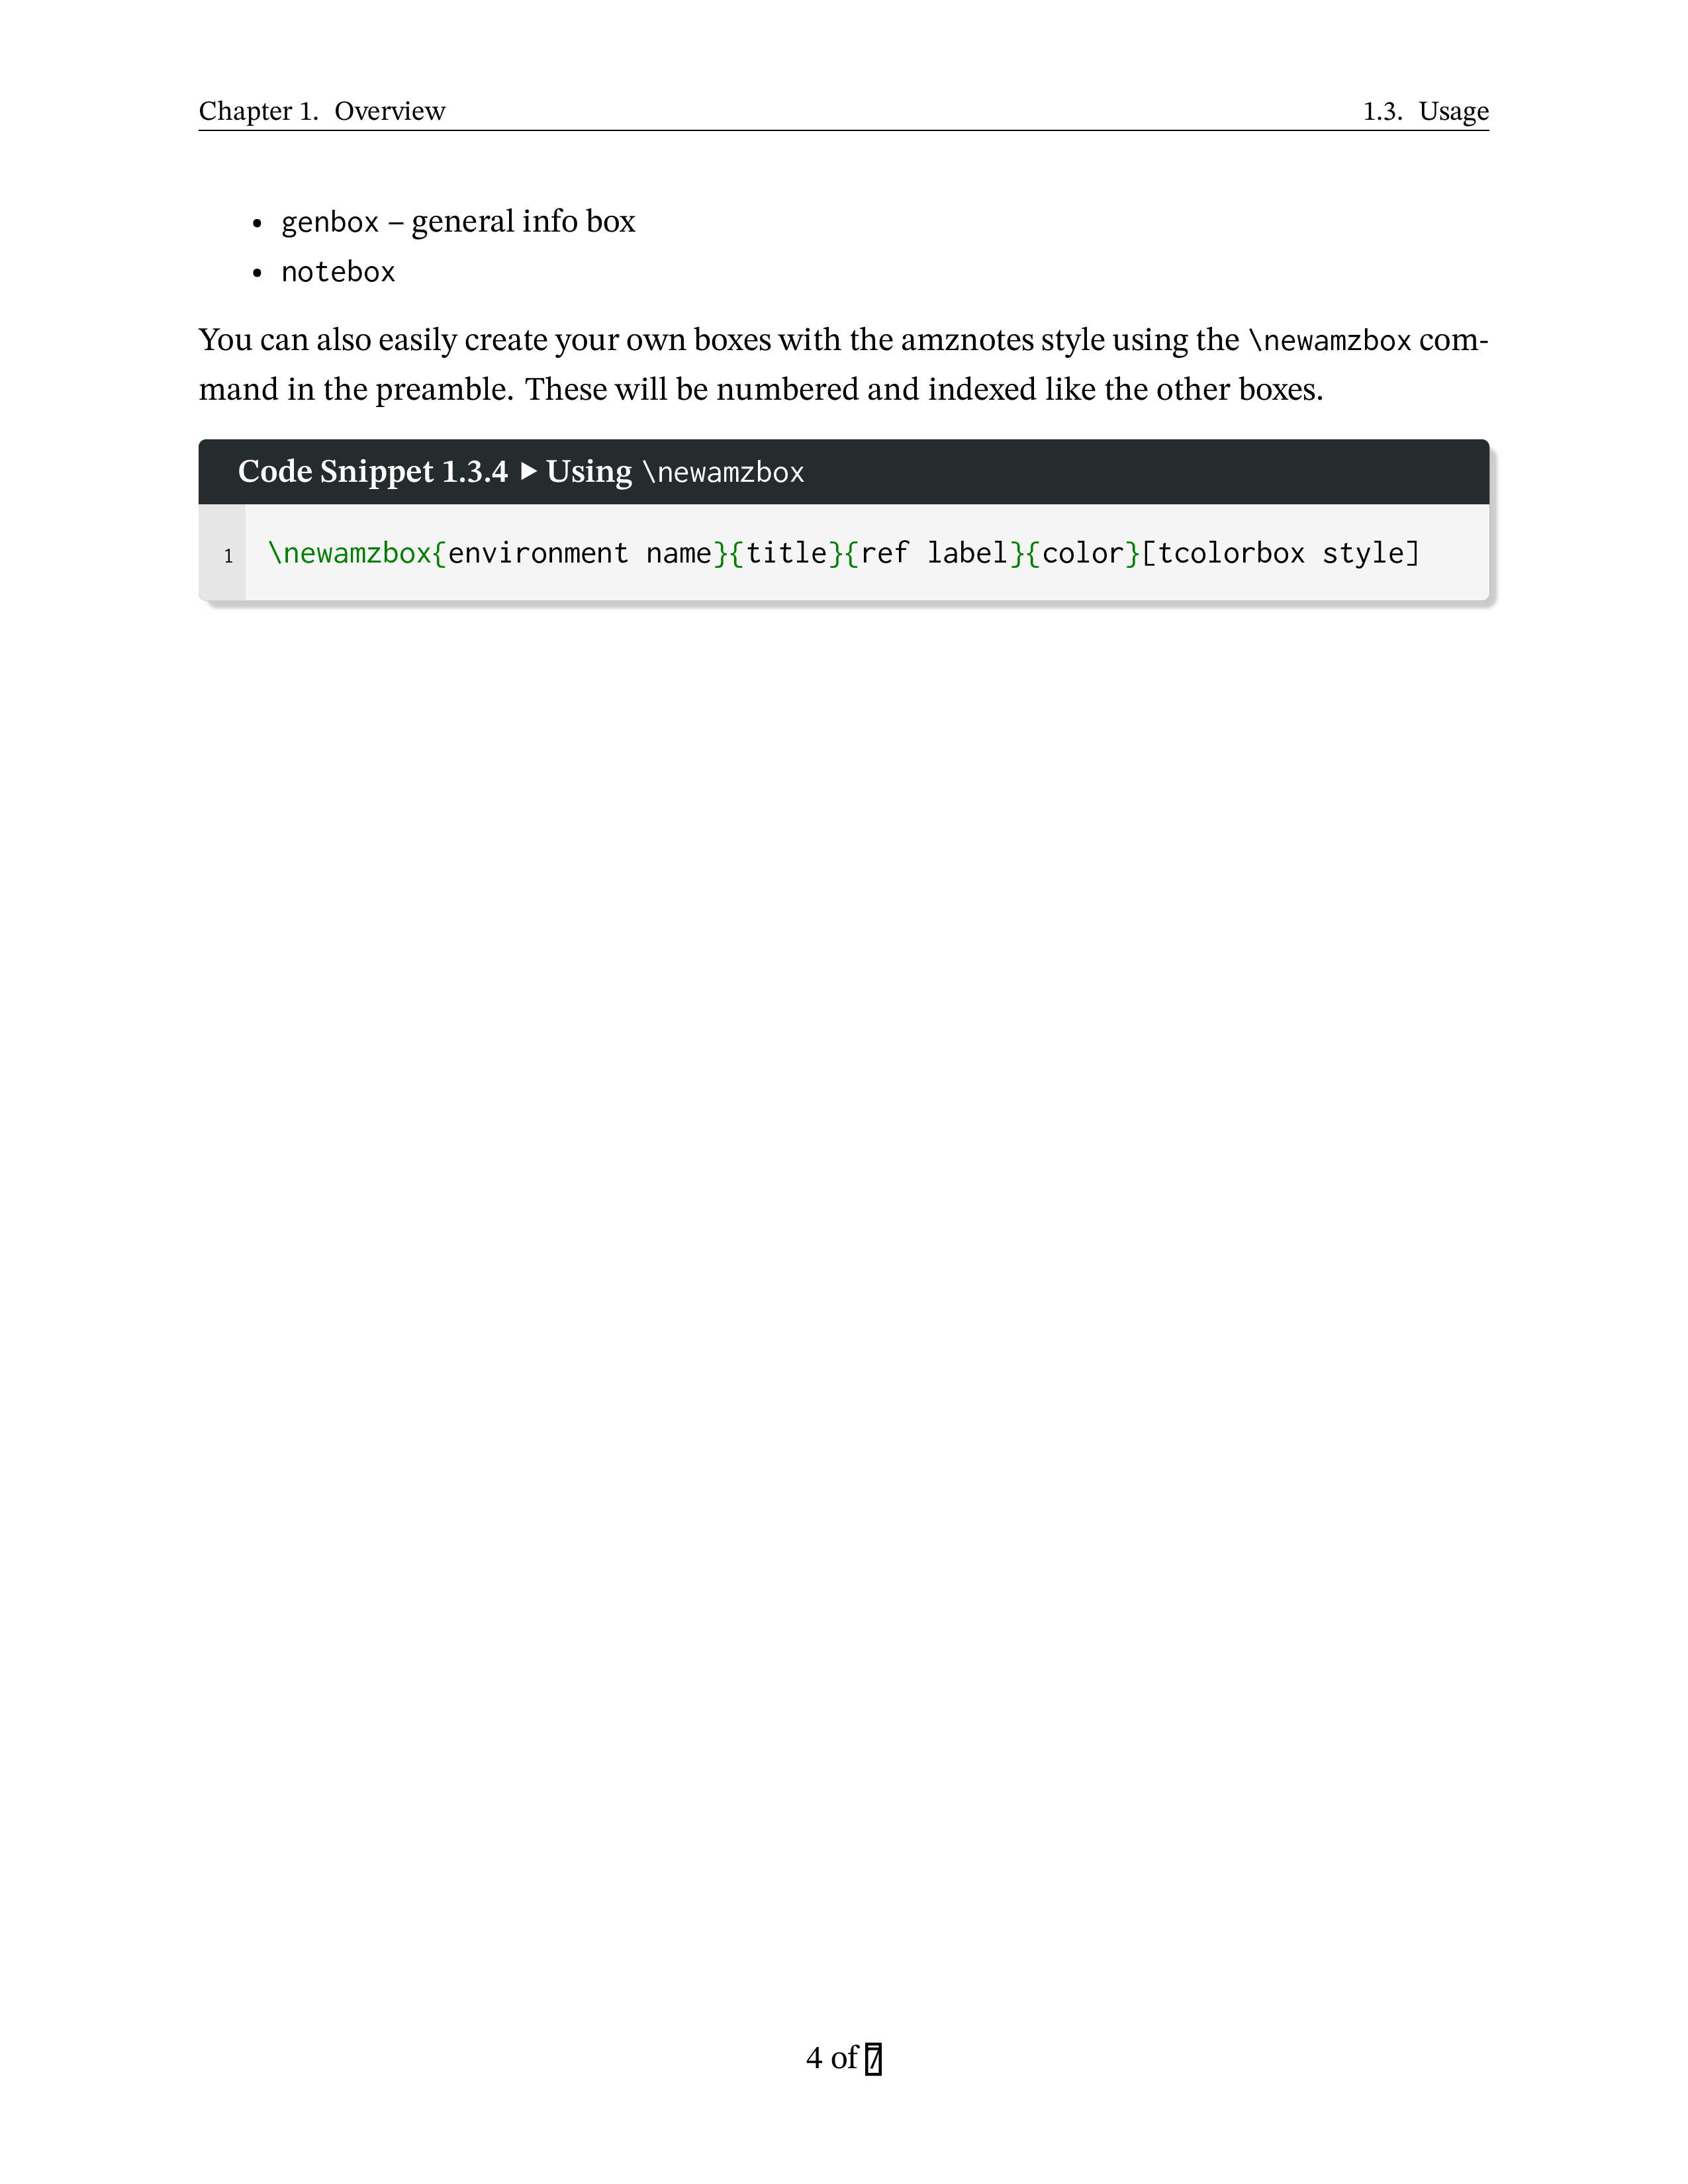 Chapter 1. Overview 1.3. Usage
• genbox – general info box
• notebox
You can also easily create your own boxes with the amznotes style using the \newamzbox com-
mand in the preamble. These will be numbered and indexed like the other boxes.
Code Snippet 1.3.4 ▶ Using \newamzbox
1 \newamzbox{environment name}{title}{ref label}{color}[tcolorbox style]
4 of 7